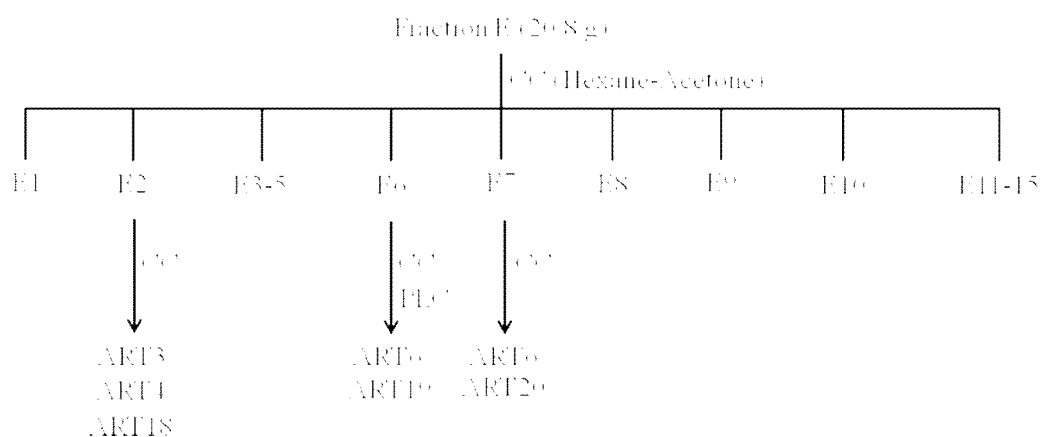 Fraction E (20.8 g)
CC (Hexane-Acetone)
E1 E2 E3-5 E6 E7 E8 E9 E10 E11-15
CC CC CC
PLC
ART3 ART6 ART6
ART4 ART19 ART20
ART18